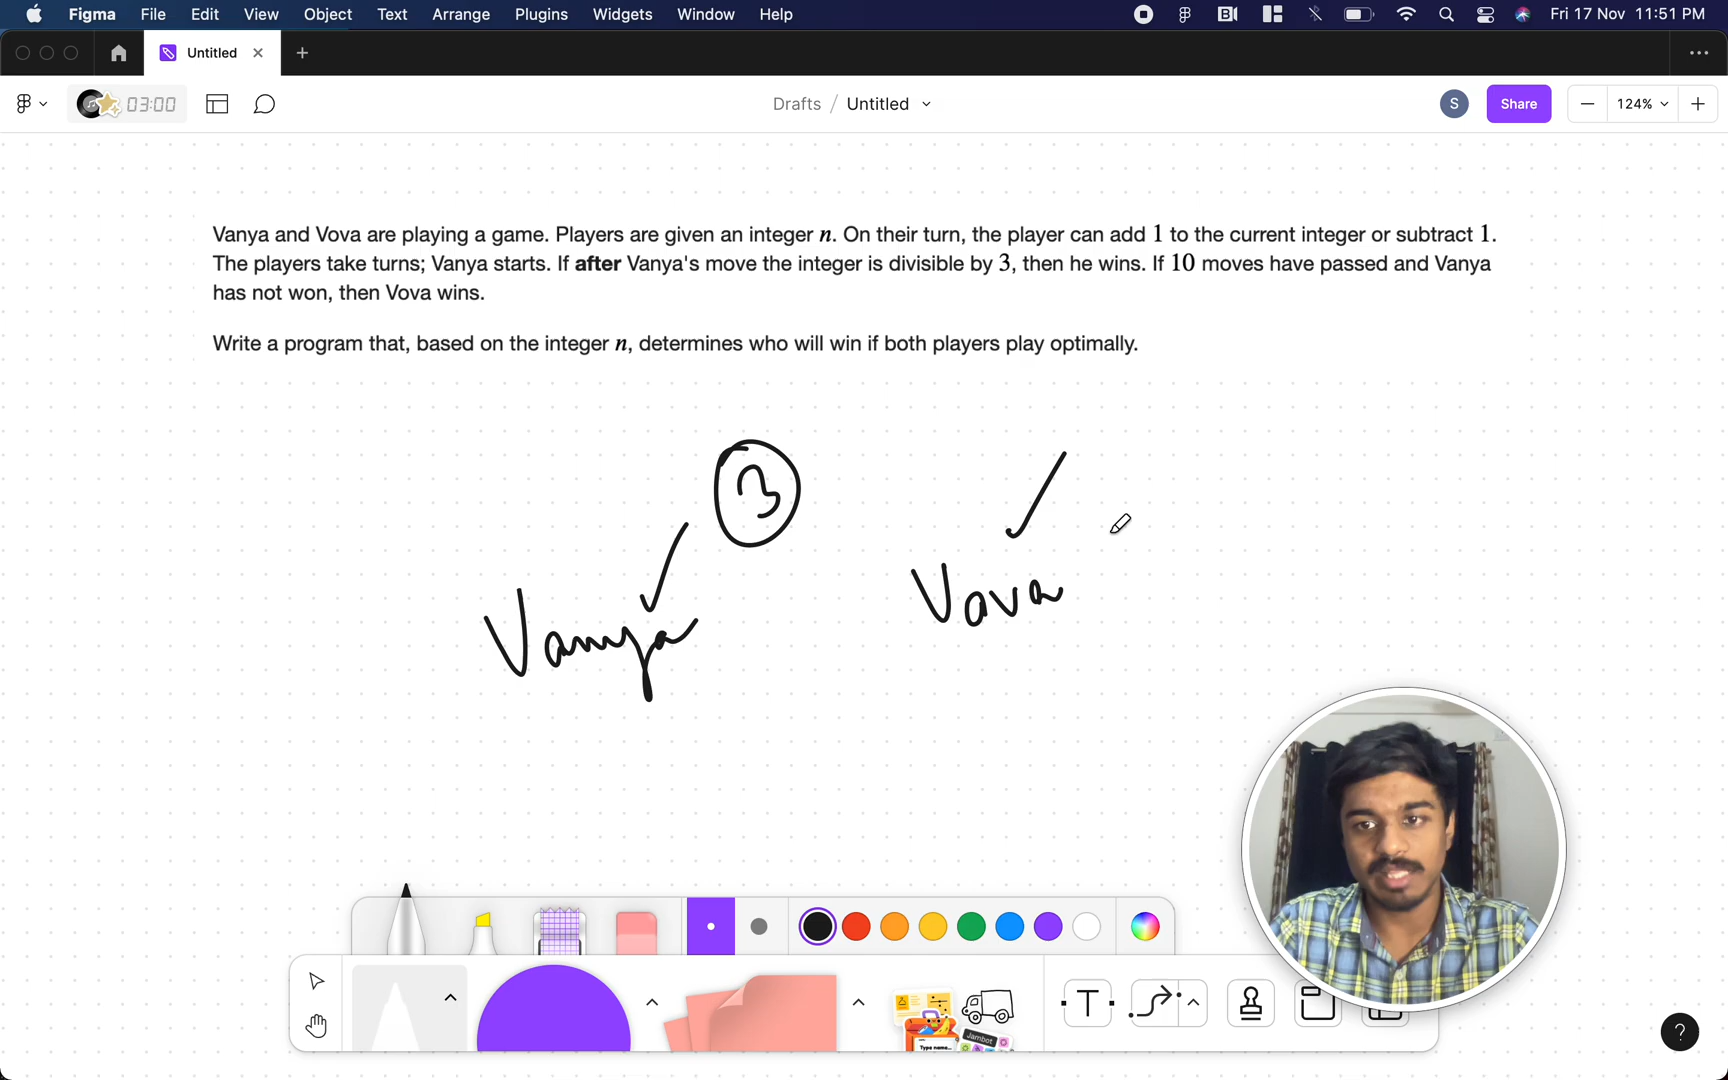 Figma File Edit View Object Text Arrange Plugins Widgets Window Help Fri 17 Nov 11:51 PM
Untitled
03:00 Drafts / Untitled S Share 124%
Vanya and Vova are playing a game. Players are given an integer n. On their turn, the player can add 1 to the current integer or subtract 1.
The players take turns; Vanya starts. If after Vanya's move the integer is divisible by 3, then he wins. If 10 moves have passed and Vanya
has not won, then Vova wins.
Write a program that, based on the integer n, determines who will win if both players play optimally.
3
Vanya
Vova
T
Type name...
Jambot
?